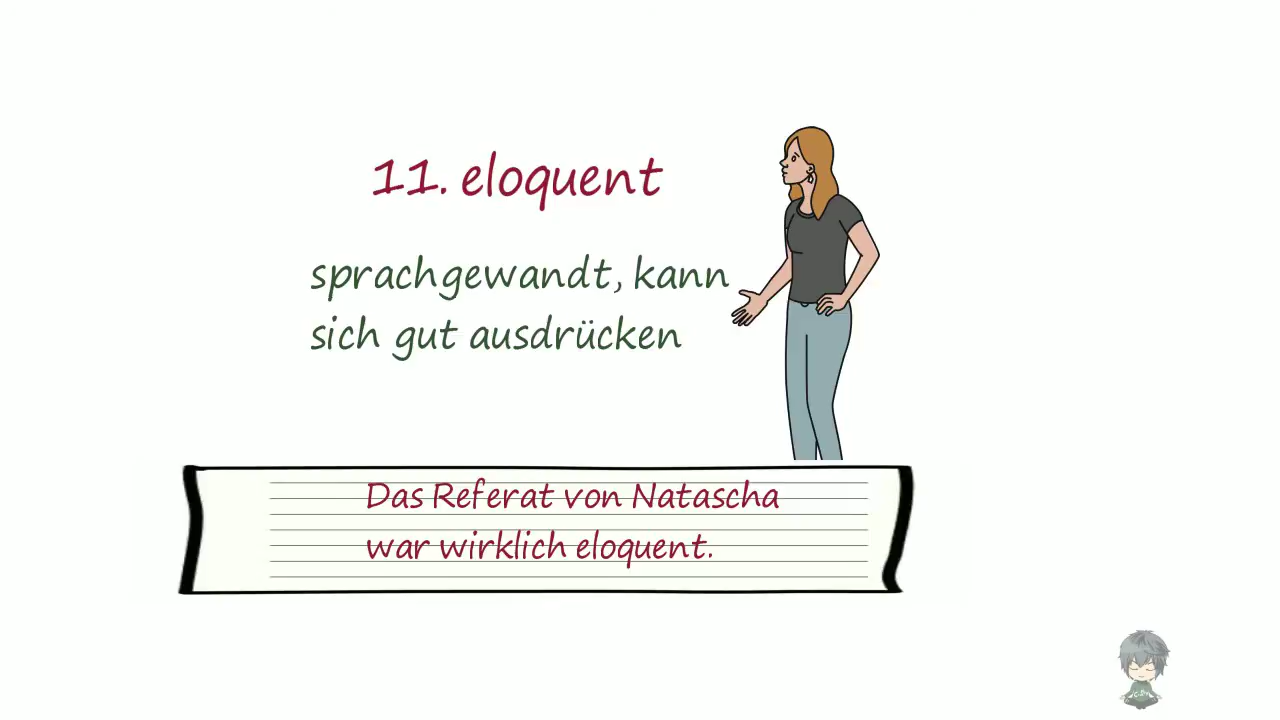 11. eloquent
sprachgewandt, kann
sich gut ausdrücken
Das Referat von Natascha
war wirklich eloquent.